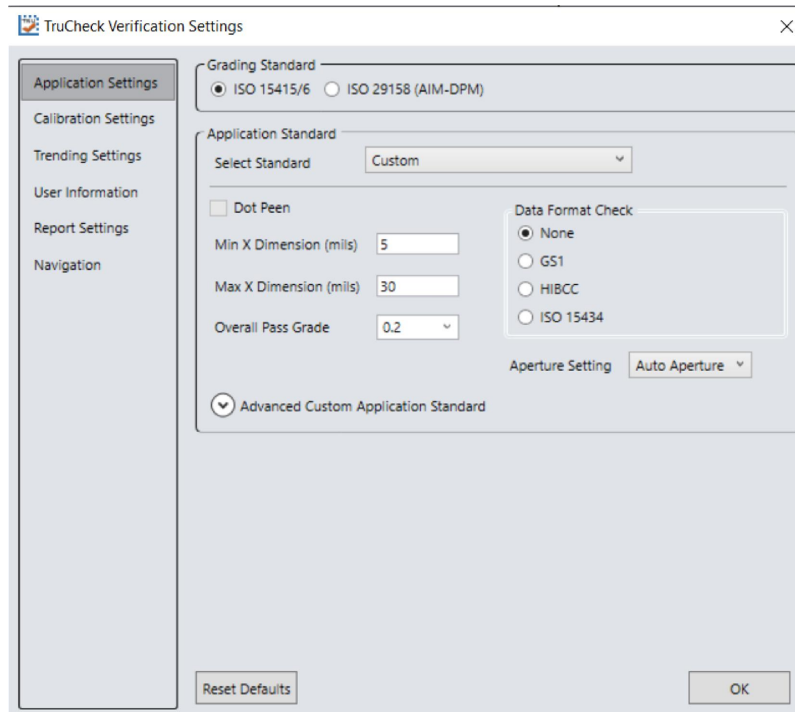 TruCheck Verification Settings
Application Settings
Calibration Settings
Trending Settings
User Information
Report Settings
Navigation
Grading Standard
ISO 15415/6 ISO 29158 (AIM-DPM)
Application Standard
Select Standard Custom
Dot Peen
Min X Dimension (mils) 5
Max X Dimension (mils) 30
Overall Pass Grade 0.2
Data Format Check
None
GS1
HIBCC
ISO 15434
Aperture Setting Auto Aperture
Advanced Custom Application Standard
Reset Defaults
OK